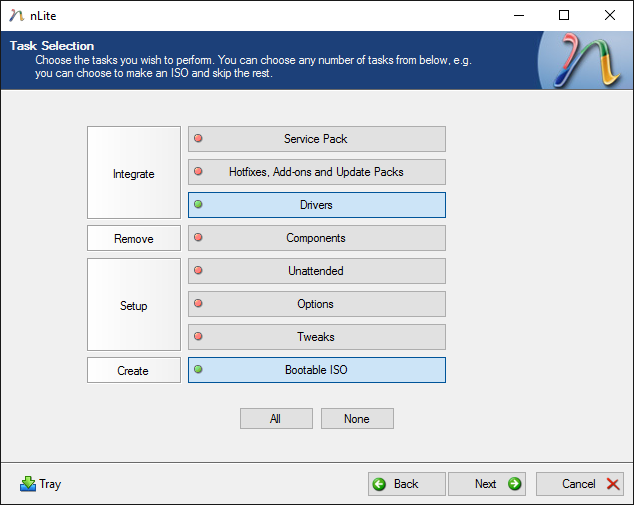 nLite
Task Selection
Choose the tasks you wish to perform. You can choose any number of tasks from below, e.g.
you can choose to make an ISO and skip the rest.
Integrate
Service Pack
Hotfixes, Add-ons and Update Packs
Drivers
Remove
Components
Setup
Unattended
Options
Tweaks
Create
Bootable ISO
All
None
Tray
Back
Next
Cancel